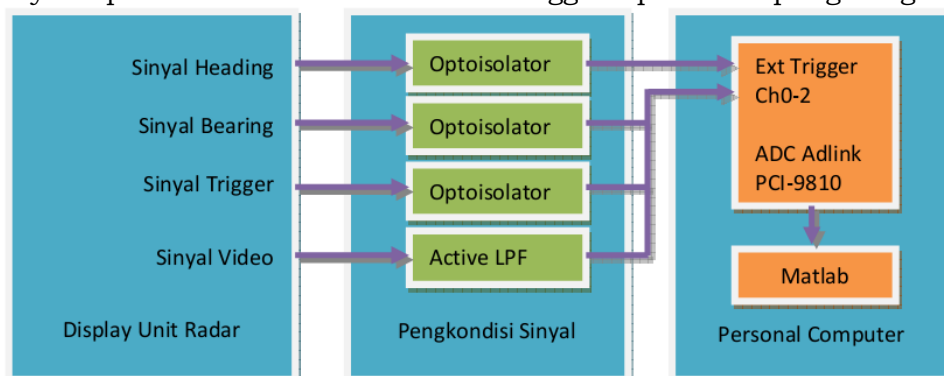 Sinyal Heading
Sinyal Bearing
Sinyal Trigger
Sinyal Video
Display Unit Radar
Optoisolator
Optoisolator
Optoisolator
Active LPF
Pengkondisi Sinyal
Ext Trigger
Ch0-2
ADC Adlink
PCI-9810
Matlab
Personal Computer